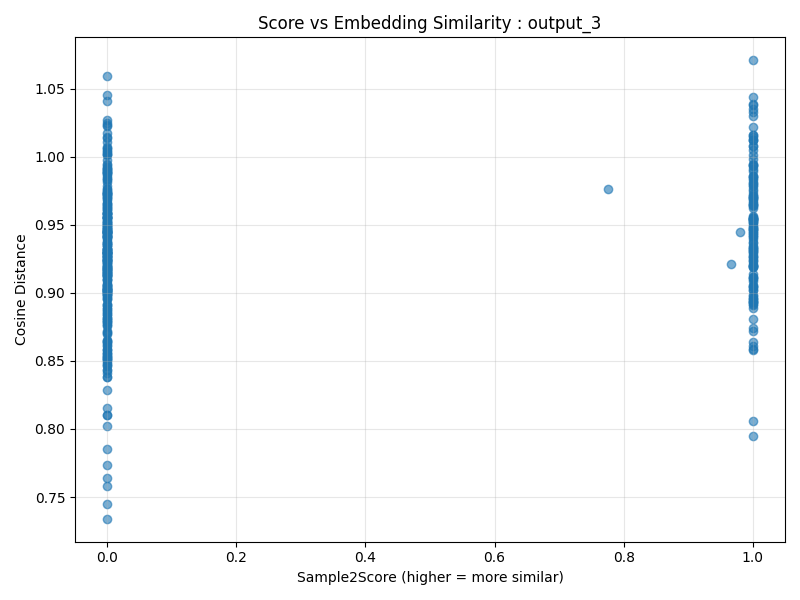 Score vs Embedding Similarity : output_3
1.05
1.00
0.95
0.90
0.85
0.80
0.75
Cosine Distance
0.0 0.2 0.4 0.6 0.8 1.0
Sample2Score (higher = more similar)